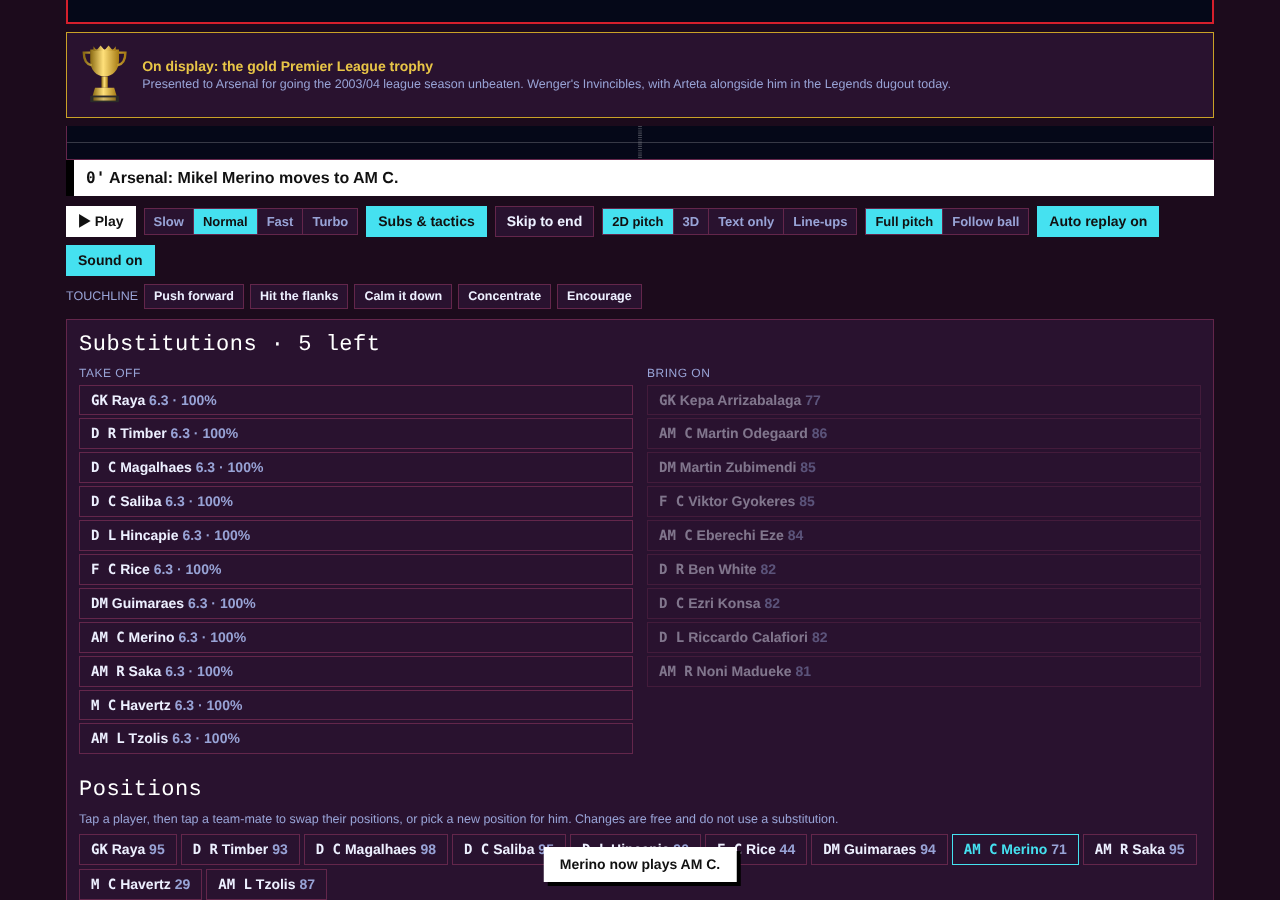 On display: the gold Premier League trophy
Presented to Arsenal for going the 2003/04 league season unbeaten. Wenger's Invincibles, with Arteta alongside him in the Legends dugout today.
0' Arsenal: Mikel Merino moves to AM C.
▶ Play Slow Normal Fast Turbo Subs & tactics Skip to end 2D pitch 3D Text only Line-ups Full pitch Follow ball Auto replay on
Sound on
TOUCHLINE Push forward Hit the flanks Calm it down Concentrate Encourage
Substitutions · 5 left
TAKE OFF BRING ON
GK Raya 6.3 · 100% GK Kepa Arrizabalaga 77
D R Timber 6.3 · 100% AM C Martin Odegaard 86
D C Magalhaes 6.3 · 100% DM Martin Zubimendi 85
D C Saliba 6.3 · 100% F C Viktor Gyokeres 85
D L Hincapie 6.3 · 100% AM C Eberechi Eze 84
F C Rice 6.3 · 100% D R Ben White 82
DM Guimaraes 6.3 · 100% D C Ezri Konsa 82
AM C Merino 6.3 · 100% D L Riccardo Calafiori 82
AM R Saka 6.3 · 100% AM R Noni Madueke 81
M C Havertz 6.3 · 100%
AM L Tzolis 6.3 · 100%
Positions
Tap a player, then tap a team-mate to swap their positions, or pick a new position for him. Changes are free and do not use a substitution.
GK Raya 95 D R Timber 93 D C Magalhaes 98 D C Saliba 95 Rice 44 DM Guimaraes 94 AM C Merino 71 AM R Saka 95
Merino now plays AM C.
M C Havertz 29 AM L Tzolis 87